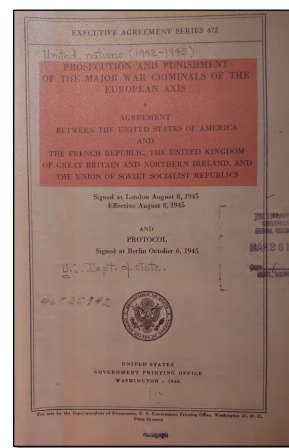 EXECUTIVE AGREEMENT SERIES 472
United nations (1942-1945)
PROSECUTION AND PUNISHMENT
OF THE MAJOR WAR CRIMINALS OF THE
EUROPEAN AXIS
AGREEMENT
BETWEEN THE UNITED STATES OF AMERICA
AND
THE FRENCH REPUBLIC, THE UNITED KINGDOM
OF GREAT BRITAIN AND NORTHERN IRELAND, AND
THE UNION OF SOVIET SOCIALIST REPUBLICS
Signed at London August 8, 1945
Effective August 8, 1945
AND
PROTOCOL
Signed at Berlin October 6, 1945
U.S. Dept. of State.
UNITED STATES
GOVERNMENT PRINTING OFFICE
WASHINGTON : 1946
For sale by the Superintendent of Documents, U. S. Government Printing Office, Washington 25, D. C.